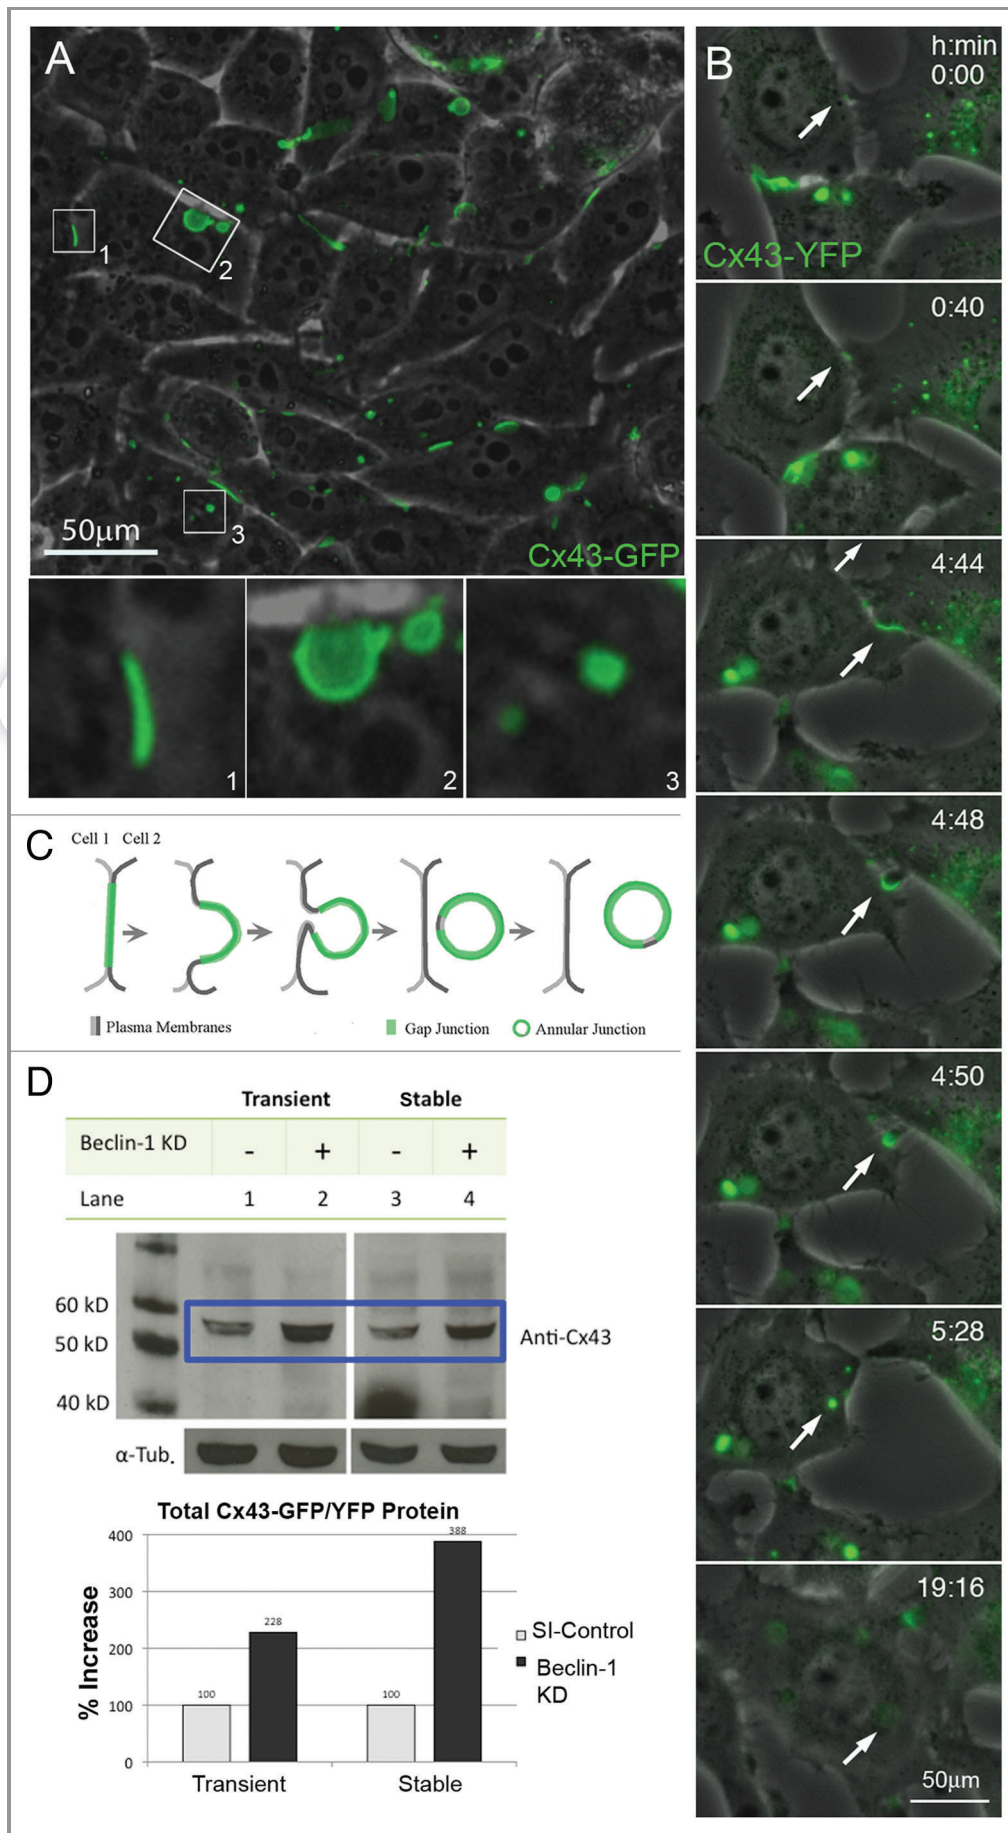 A
1
2
3
50μm
Cx43-GFP
1
2
3
B
h:min
0:00
Cx43-YFP
0:40
4:44
4:48
4:50
5:28
19:16
50μm
C
Cell 1 Cell 2
Plasma Membranes
Gap Junction
Annular Junction
D
Transient Stable
Beclin-1 KD - + - +
Lane 1 2 3 4
60 kD
50 kD
40 kD
Anti-Cx43
α-Tub.
Total Cx43-GFP/YFP Protein
% Increase
400
300
200
100
0
100
228
100
388
Transient
Stable
SI-Control
Beclin-1
KD